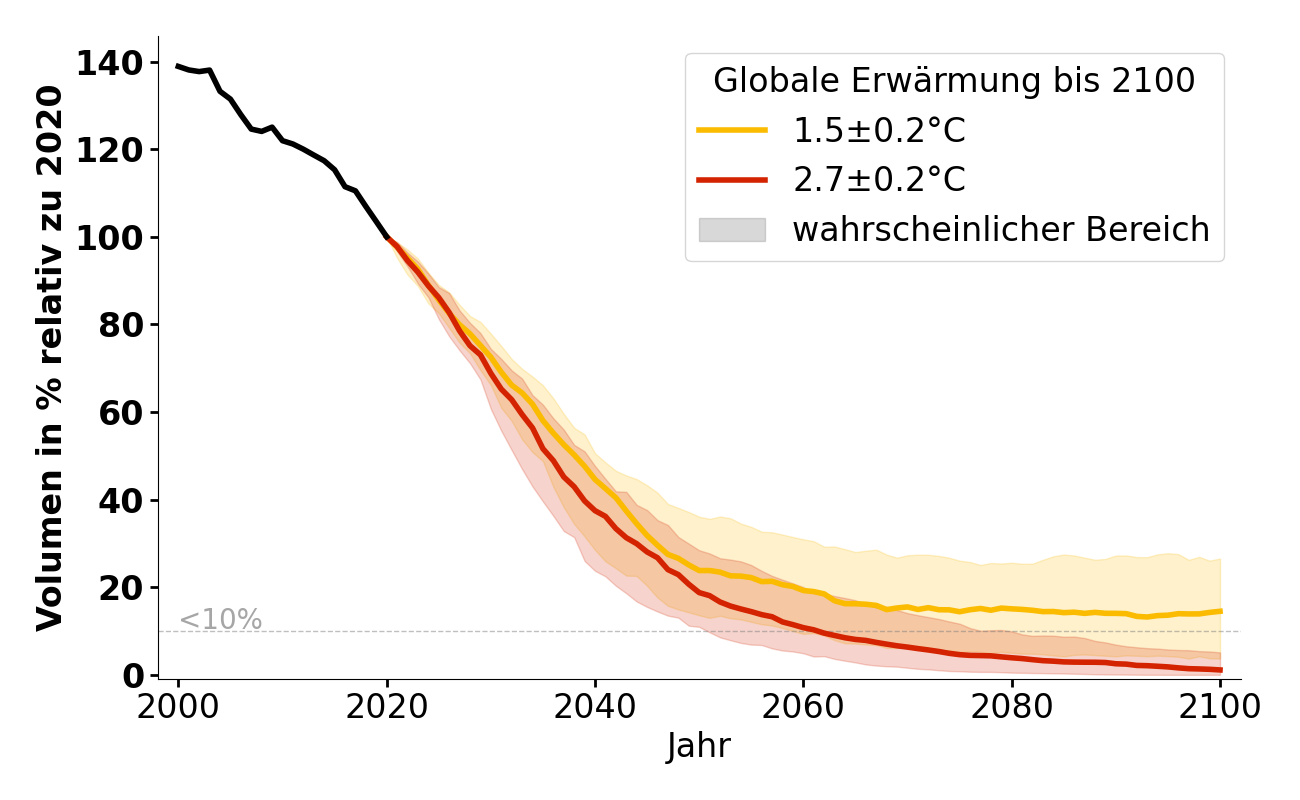 Volumen in % relativ zu 2020
140
120
100
80
60
40
20
0
<10%
Globale Erwärmung bis 2100
1.5±0.2°C
2.7±0.2°C
wahrscheinlicher Bereich
2000 2020 2040 2060 2080 2100
Jahr